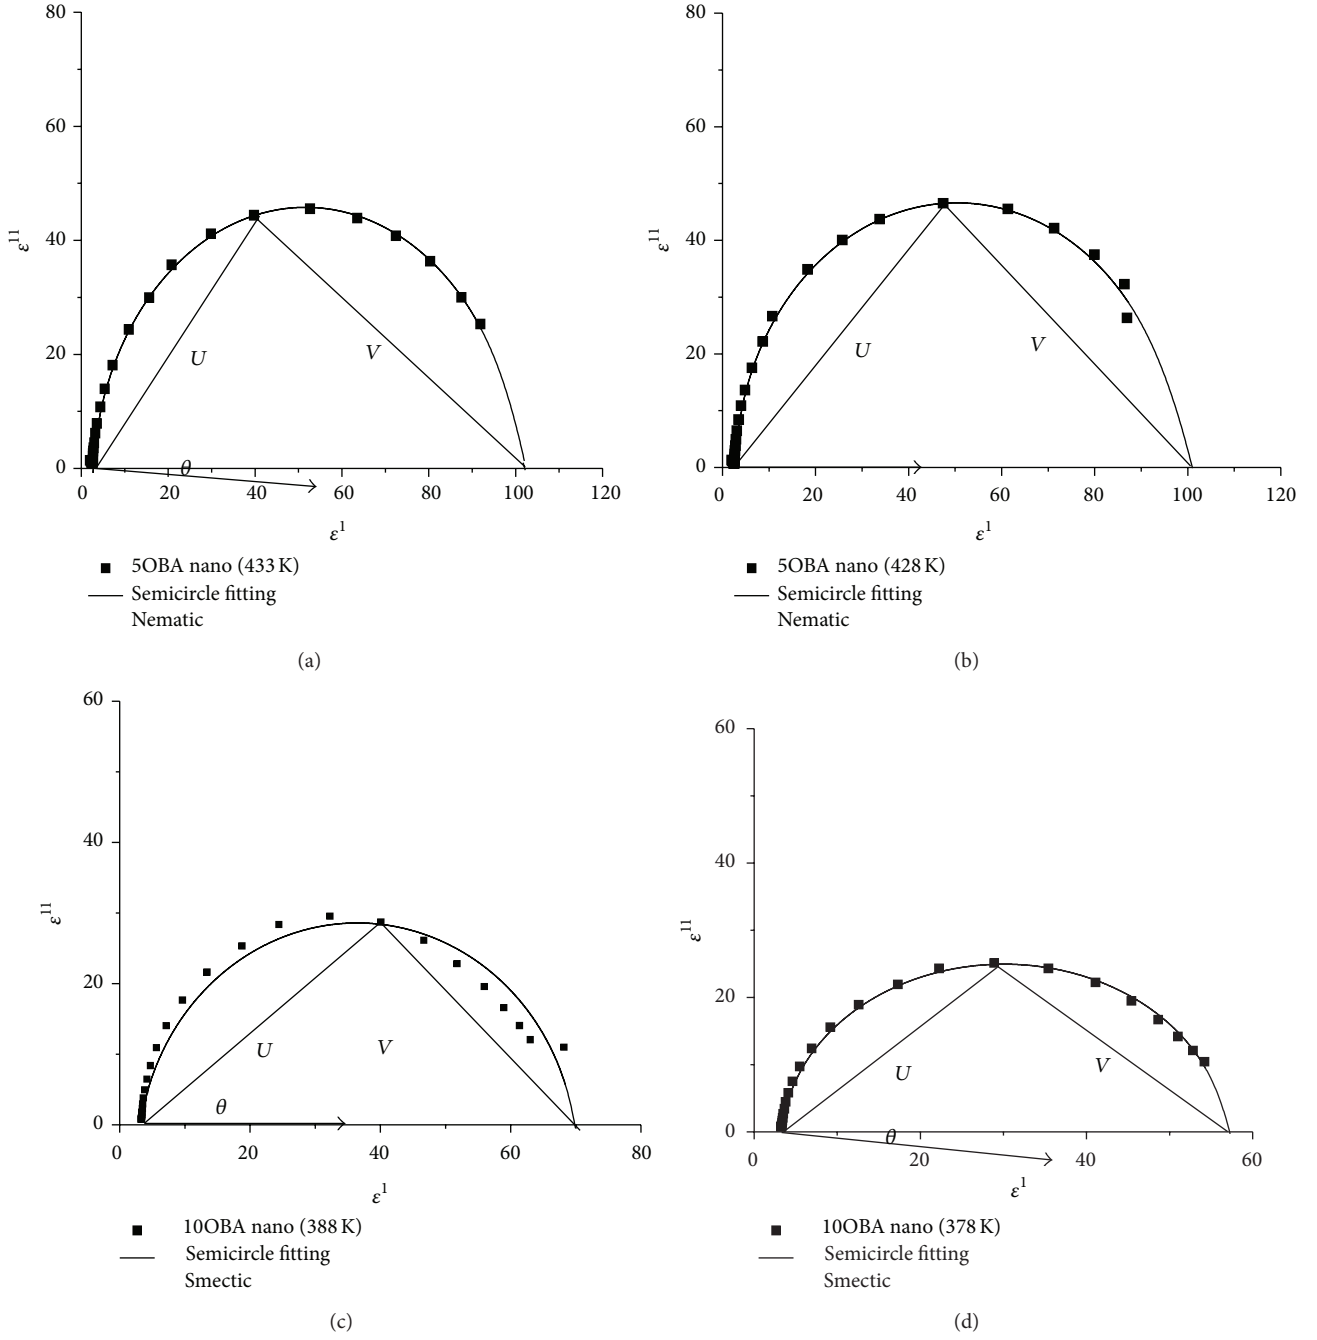 80
60
40
20
0
ε¹¹
U
V
θ
0 20 40 60 80 100 120
ε¹
5OBA nano (433 K)
Semicircle fitting
Nematic
(a)
80
60
40
20
0
ε¹¹
U
V
0 20 40 60 80 100 120
ε¹
5OBA nano (428 K)
Semicircle fitting
Nematic
(b)
60
40
20
0
ε¹¹
U
V
θ
0 20 40 60 80
ε¹
10OBA nano (388 K)
Semicircle fitting
Smectic
(c)
60
40
20
0
ε¹¹
U
V
θ
0 20 40 60
ε¹
10OBA nano (378 K)
Semicircle fitting
Smectic
(d)